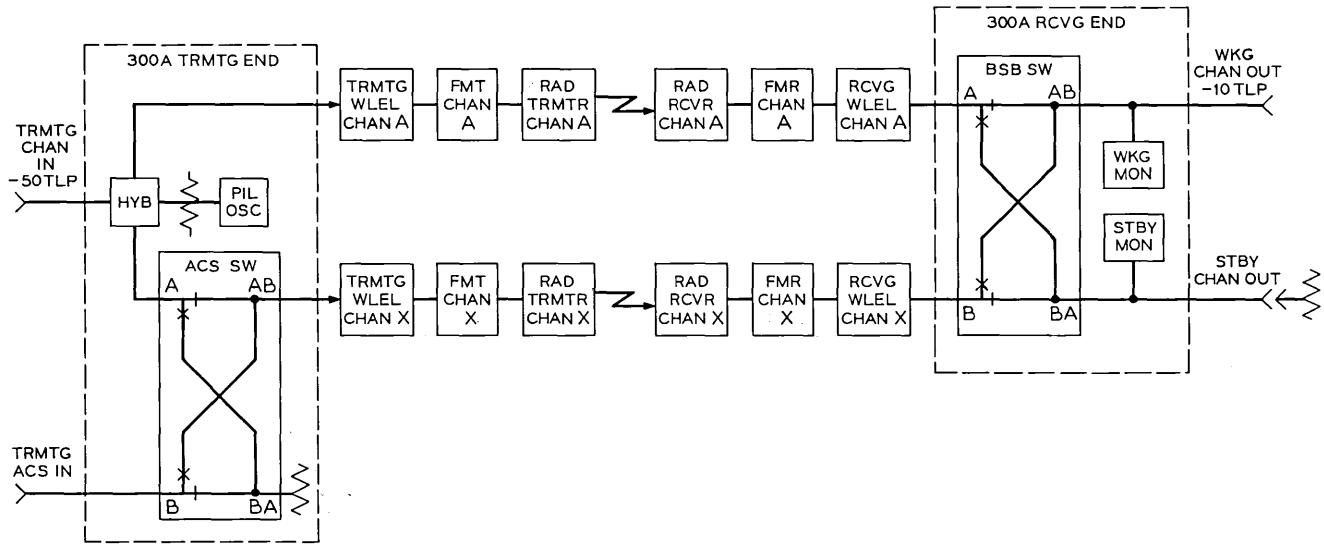 300A TRMTG END
300A RCVG END
TRMTG
CHAN
IN
-50TLP
HYB
PIL
OSC
TRMTG
WLEL
CHAN A
FMT
CHAN
A
RAD
TRMTR
CHAN A
RAD
RCVR
CHAN A
FMR
CHAN
A
RCVG
WLEL
CHAN A
BSB SW
A
AB
B
BA
WKG
MON
STBY
MON
WKG
CHAN OUT
-10 TLP
STBY
CHAN OUT
ACS SW
A
AB
B
BA
TRMTG
WLEL
CHAN X
FMT
CHAN
X
RAD
TRMTR
CHAN X
RAD
RCVR
CHAN X
FMR
CHAN
X
RCVG
WLEL
CHAN X
TRMTG
ACS IN